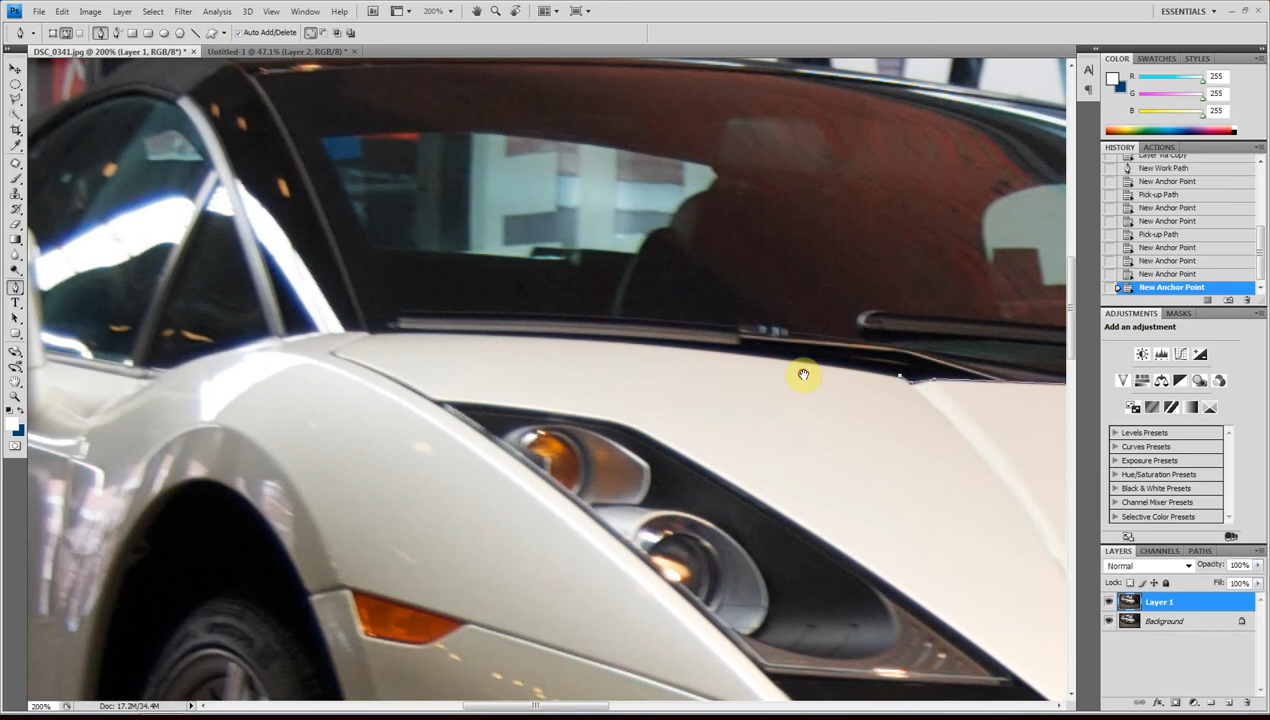 Ps File Edit Image Layer Select Filter Analysis 3D View Window Help 200% ESSENTIALS
Auto Add/Delete
DSC_0341.jpg @ 200% (Layer 1, RGB/8*) * × Untitled-1 @ 47.1% (Layer 2, RGB/8) * ×
COLOR SWATCHES STYLES
R 255
G 255
B 255
HISTORY ACTIONS
Layer Via Copy
New Work Path
New Anchor Point
Pick-up Path
New Anchor Point
New Anchor Point
Pick-up Path
New Anchor Point
New Anchor Point
New Anchor Point
New Anchor Point
ADJUSTMENTS MASKS
Add an adjustment
Levels Presets
Curves Presets
Exposure Presets
Hue/Saturation Presets
Black & White Presets
Channel Mixer Presets
Selective Color Presets
LAYERS CHANNELS PATHS
Normal Opacity: 100%
Lock: Fill: 100%
Layer 1
Background
200% Doc: 17.2M/34.4M